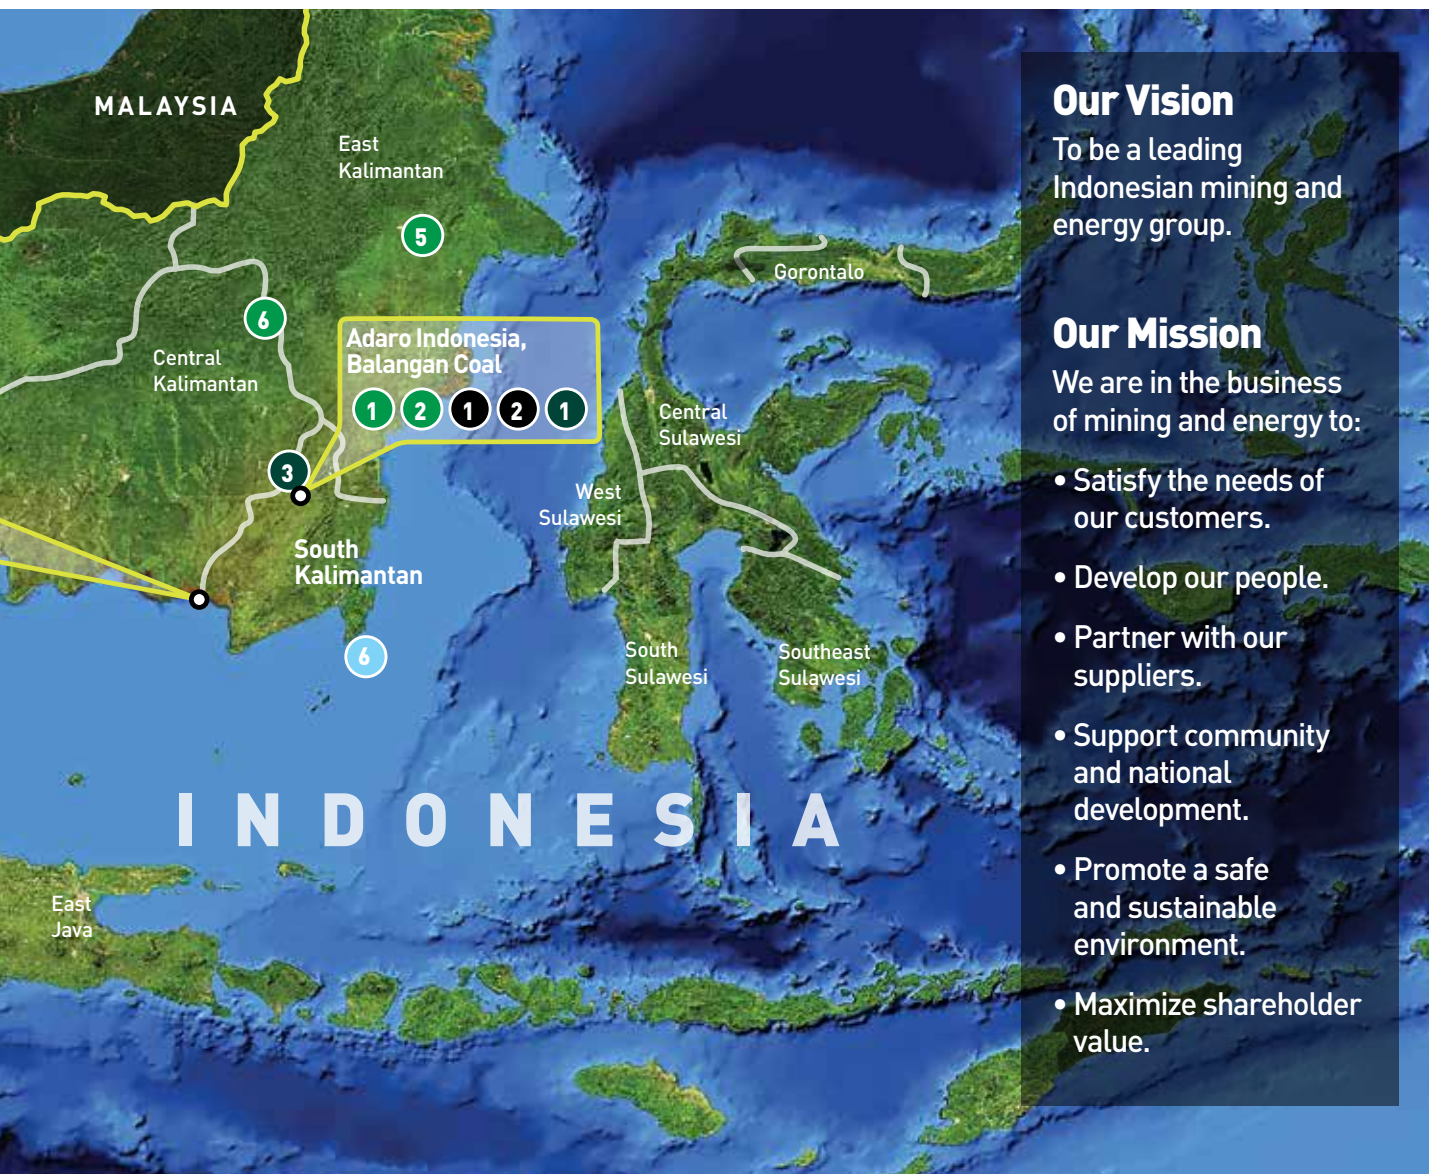 MALAYSIA
East
Kalimantan
5
Gorontalo
6
Central
Kalimantan
Adaro Indonesia,
Balangan Coal
1 2 1 2 1
Central
Sulawesi
3
West
Sulawesi
South
Kalimantan
6
South
Sulawesi
Southeast
Sulawesi
INDONESIA
East
Java
Our Vision
To be a leading
Indonesian mining and
energy group.
Our Mission
We are in the business
of mining and energy to:
• Satisfy the needs of
our customers.
• Develop our people.
• Partner with our
suppliers.
• Support community
and national
development.
• Promote a safe
and sustainable
environment.
• Maximize shareholder
value.